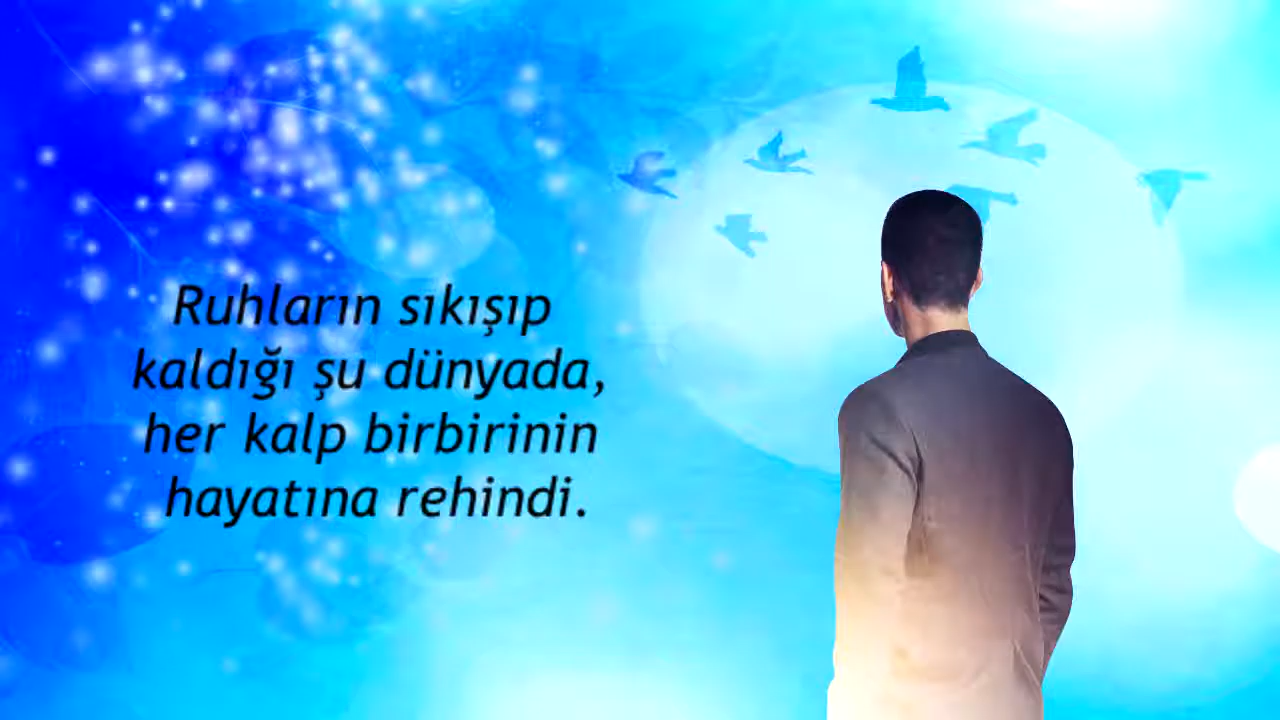 Ruhların sıkışıp
kaldığı şu dünyada,
her kalp birbirinin
hayatına rehindi.